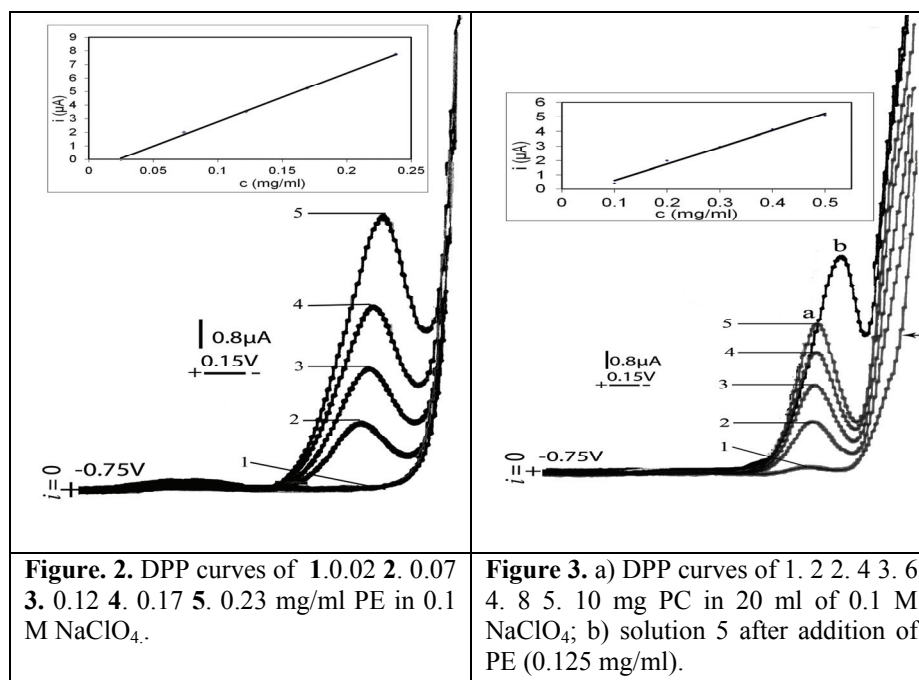 9
8
7
6
5
4
3
2
1
0
i (µA)
0 0.05 0.1 0.15 0.2 0.25
c (mg/ml)
5
4
3
2
1
0.8µA
0.15V
+ -
-0.75V
i=0
+
6
5
4
3
2
1
0
i (µA)
0 0.1 0.2 0.3 0.4 0.5 0.6
c (mg/ml)
b
a
5
4
3
2
1
0.8µA
0.15V
+ -
-0.75V
i=0
+
Figure. 2. DPP curves of 1.0.02 2. 0.07
3. 0.12 4. 0.17 5. 0.23 mg/ml PE in 0.1
M NaClO4..
Figure 3. a) DPP curves of 1. 2 2. 4 3. 6
4. 8 5. 10 mg PC in 20 ml of 0.1 M
NaClO4; b) solution 5 after addition of
PE (0.125 mg/ml).